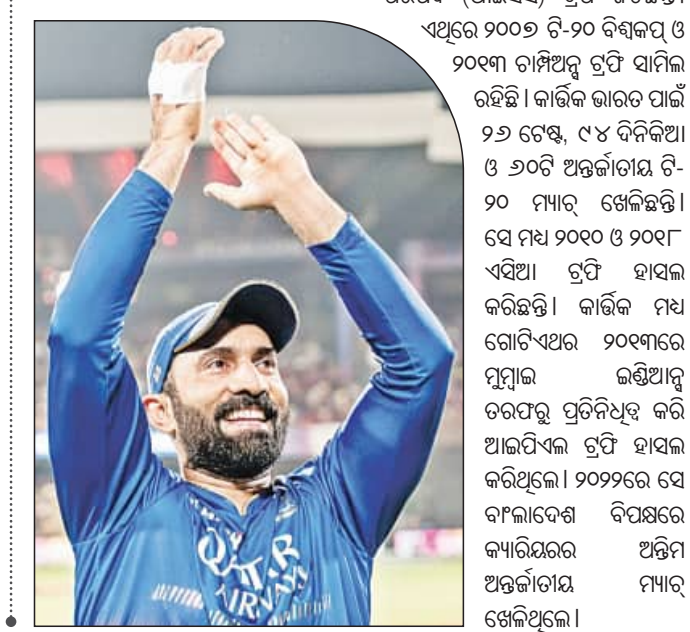 ଏଥିରେ ୨୦୦୭ ଟି-୨୦ ବିଶ୍ୱକପ୍ ଓ
୨୦୧୩ ଚାମ୍ପିଅନ୍ସ ଟ୍ରଫି ସାମିଲ
ରହିଛି । କାର୍ତ୍ତିକ ଭାରତ ପାଇଁ
୨୬ ଟେଷ୍ଟ, ୯୪ ଦିନିକିଆ
ଓ ୬୦ଟି ଅନ୍ତର୍ଜାତୀୟ ଟି-
୨୦ ମ୍ୟାଚ୍ ଖେଳିଛନ୍ତି।
ସେ ମଧ୍ୟ ୨୦୧୦ ଓ ୨୦୧୮
ଏସିଆ ଟ୍ରଫି ହାସଲ
କରିଛନ୍ତି। କାର୍ତ୍ତିକ ମଧ୍ୟ
ଗୋଟିଏଥର ୨୦୧୩ରେ
ମୁମ୍ବାଇ ଇଣ୍ଡିଆନ୍ସ
ତରଫରୁ ପ୍ରତିନିଧିତ୍ୱ କରି
ଆଇପିଏଲ ଟ୍ରଫି ହାସଲ
କରିଥିଲେ। ୨୦୨୨ରେ ସେ
ବାଂଲାଦେଶ ବିପକ୍ଷରେ
କ୍ୟାରିୟରର ଅନ୍ତିମ
ଅନ୍ତର୍ଜାତୀୟ ମ୍ୟାଚ୍
ଖେଳିଥିଲେ।
QATAR
AIRWAYS